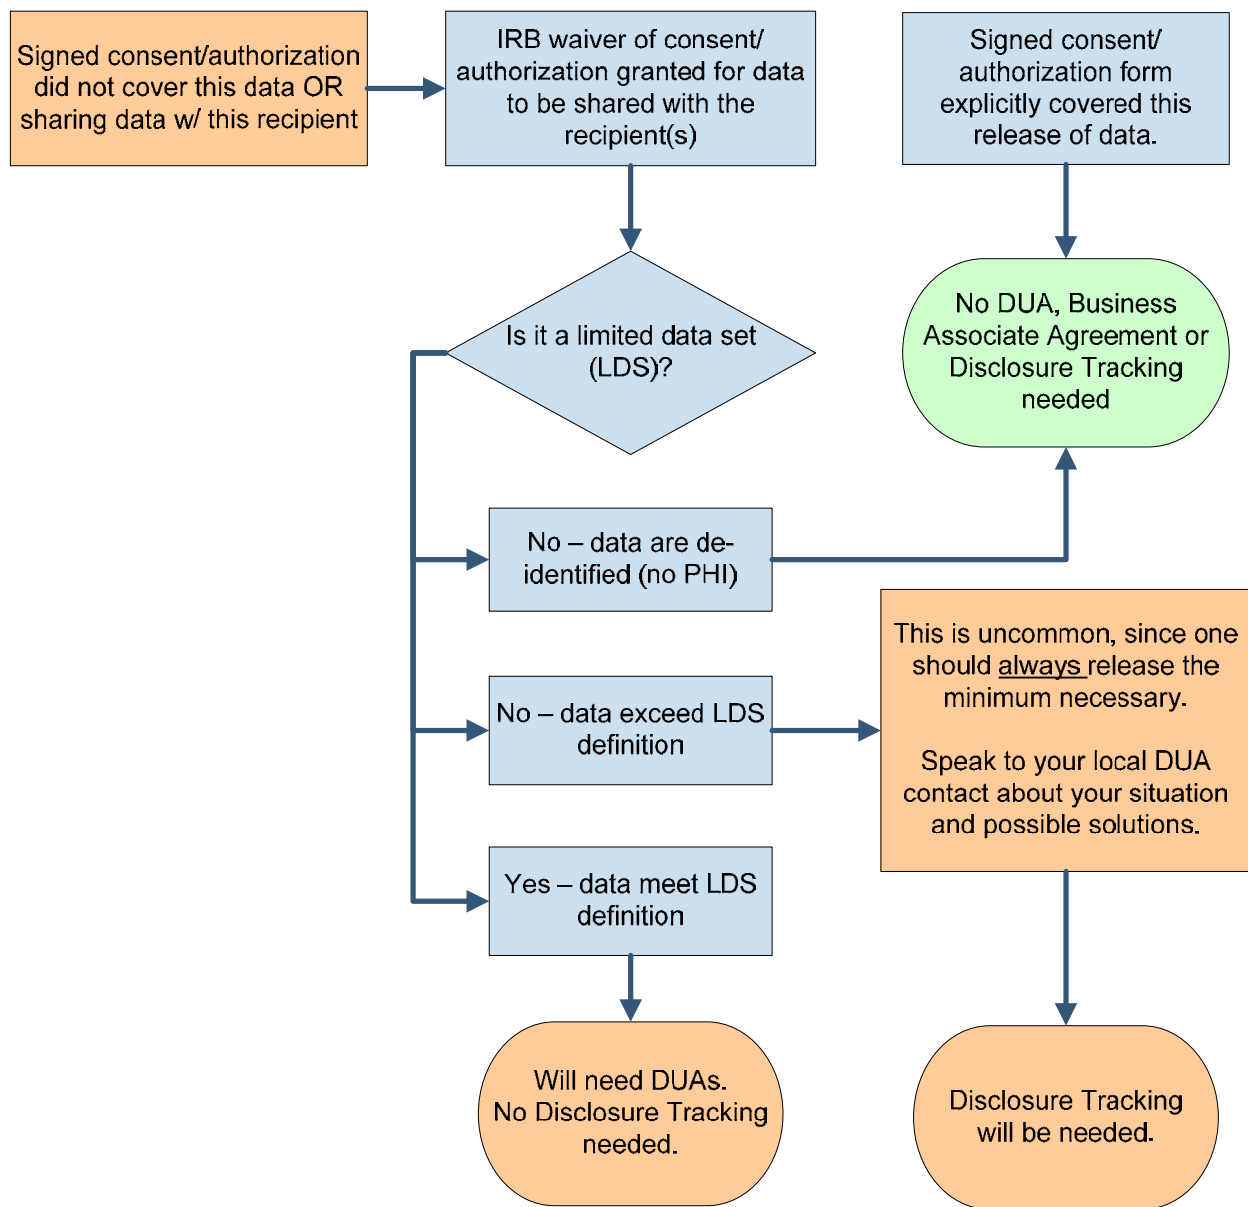 Signed consent/authorization
did not cover this data OR
sharing data w/ this recipient
IRB waiver of consent/
authorization granted for data
to be shared with the
recipient(s)
Signed consent/
authorization form
explicitly covered this
release of data.
Is it a limited data set
(LDS)?
No DUA, Business
Associate Agreement or
Disclosure Tracking
needed
No – data are de-
identified (no PHI)
This is uncommon, since one
should always release the
minimum necessary.
Speak to your local DUA
contact about your situation
and possible solutions.
No – data exceed LDS
definition
Yes – data meet LDS
definition
Will need DUAs.
No Disclosure Tracking
needed.
Disclosure Tracking
will be needed.